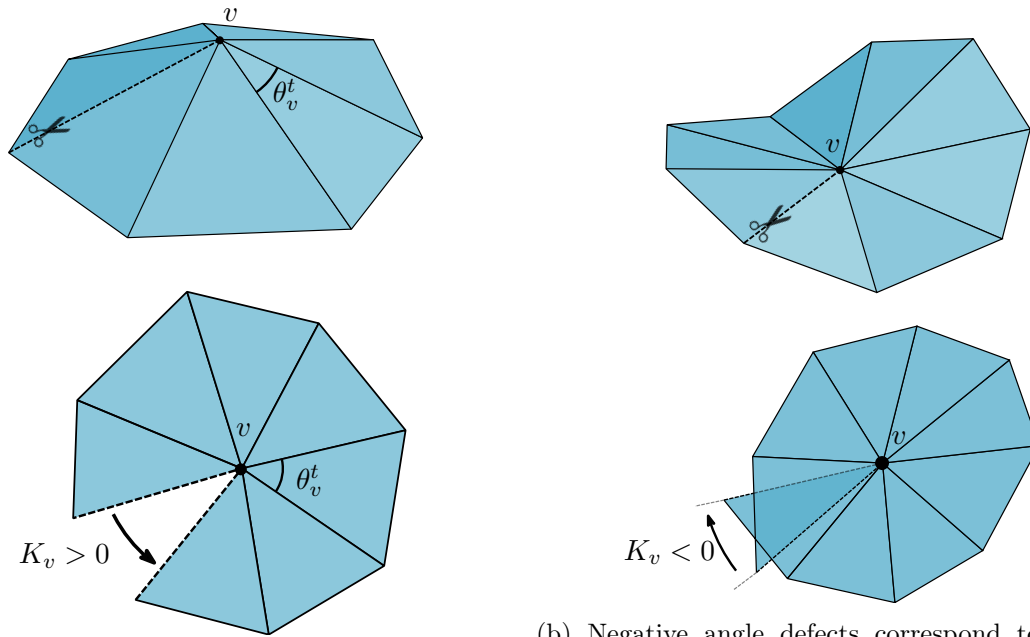 v
θ_v^t
v
v
θ_v^t
K_v > 0
v
K_v < 0
(b) Negative angle defects correspond to